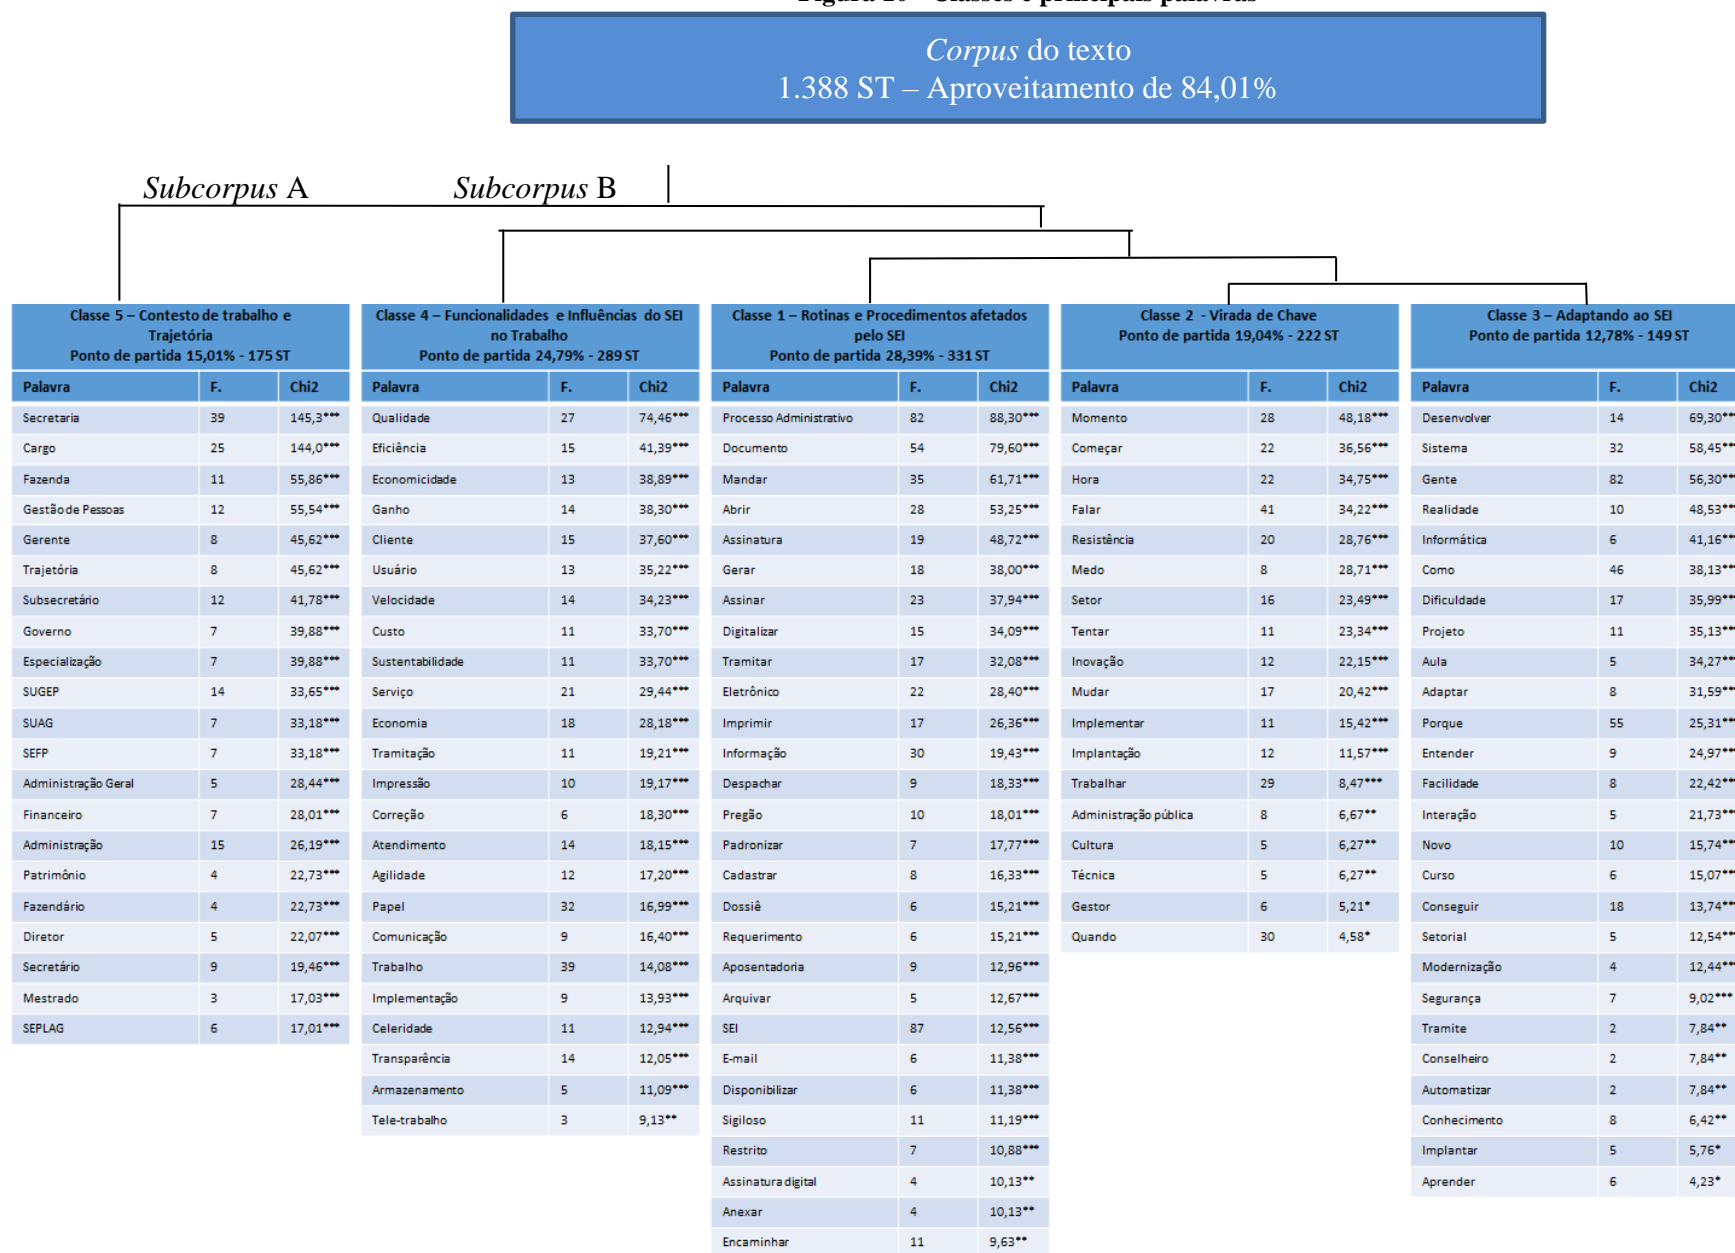 Figura 10 - Classes e principais palavras
Corpus do texto
1.388 ST – Aproveitamento de 84,01%
Subcorpus A
Subcorpus B
Classe 5 – Contesto de trabalho e
Trajetória
Ponto de partida 15,01% - 175 ST
Palavra F. Chi2
Secretaria 39 145,3***
Cargo 25 144,0***
Fazenda 11 55,86***
Gestão de Pessoas 12 55,54***
Gerente 8 45,62***
Trajetória 8 45,62***
Subsecretário 12 41,78***
Governo 7 39,88***
Especialização 7 39,88***
SUGEP 14 33,65***
SUAG 7 33,18***
SEFP 7 33,18***
Administração Geral 5 28,44***
Financeiro 7 28,01***
Administração 15 26,19***
Patrimônio 4 22,73***
Fazendário 4 22,73***
Diretor 5 22,07***
Secretário 9 19,46***
Mestrado 3 17,03***
SEPLAG 6 17,01***
Classe 4 – Funcionalidades e Influências do SEI
no Trabalho
Ponto de partida 24,79% - 289 ST
Palavra F. Chi2
Qualidade 27 74,46***
Eficiência 15 41,39***
Economicidade 13 38,89***
Ganho 14 38,30***
Cliente 15 37,60***
Usuário 13 35,22***
Velocidade 14 34,23***
Custo 11 33,70***
Sustentabilidade 11 33,70***
Serviço 21 29,44***
Economia 18 28,18***
Tramitação 11 19,21***
Impressão 10 19,17***
Correção 6 18,30***
Atendimento 14 18,15***
Agilidade 12 17,20***
Papel 32 16,99***
Comunicação 9 16,40***
Trabalho 39 14,08***
Implementação 9 13,93***
Celeridade 11 12,94***
Transparência 14 12,05***
Armazenamento 5 11,09***
Tele-trabalho 3 9,13**
Classe 1 – Rotinas e Procedimentos afetados
pelo SEI
Ponto de partida 28,39% - 331 ST
Palavra F. Chi2
Processo Administrativo 82 88,30***
Documento 54 79,60***
Mandar 35 61,71***
Abrir 28 53,25***
Assinatura 19 48,72***
Gerar 18 38,00***
Assinar 23 37,94***
Digitalizar 15 34,09***
Tramitar 17 32,08***
Eletrônico 22 28,40***
Imprimir 17 26,36***
Informação 30 19,43***
Despachar 9 18,33***
Pregão 10 18,01***
Padronizar 7 17,77***
Cadastrar 8 16,33***
Dossiê 6 15,21***
Requerimento 6 15,21***
Aposentadoria 9 12,96***
Arquivar 5 12,67***
SEI 87 12,56***
E-mail 6 11,38***
Disponibilizar 6 11,38***
Sigiloso 11 11,19***
Restrito 7 10,88***
Assinatura digital 4 10,13**
Anexar 4 10,13**
Encaminhar 11 9,63**
Classe 2 - Virada de Chave
Ponto de partida 19,04% - 222 ST
Palavra F. Chi2
Momento 28 48,18***
Começar 22 36,56***
Hora 22 34,75***
Falar 41 34,22***
Resistência 20 28,76***
Medo 8 28,71***
Setor 16 23,49***
Tentar 11 23,34***
Inovação 12 22,15***
Mudar 17 20,42***
Implementar 11 15,42***
Implantação 12 11,57***
Trabalhar 29 8,47***
Administração pública 8 6,67**
Cultura 5 6,27**
Técnica 5 6,27**
Gestor 6 5,21*
Quando 30 4,58*
Classe 3 – Adaptando ao SEI
Ponto de partida 12,78% - 149 ST
Palavra F. Chi2
Desenvolver 14 69,30***
Sistema 32 58,45***
Gente 82 56,30***
Realidade 10 48,53***
Informática 6 41,16***
Como 46 38,13***
Dificuldade 17 35,99***
Projeto 11 35,13***
Aula 5 34,27***
Adaptar 8 31,59***
Porque 55 25,31***
Entender 9 24,97***
Facilidade 8 22,42***
Interação 5 21,73***
Novo 10 15,74***
Curso 6 15,07***
Conseguir 18 13,74***
Setorial 5 12,54***
Modernização 4 12,44***
Segurança 7 9,02***
Tramite 2 7,84**
Conselheiro 2 7,84**
Automatizar 2 7,84**
Conhecimento 8 6,42**
Implantar 5 5,76*
Aprender 6 4,23*